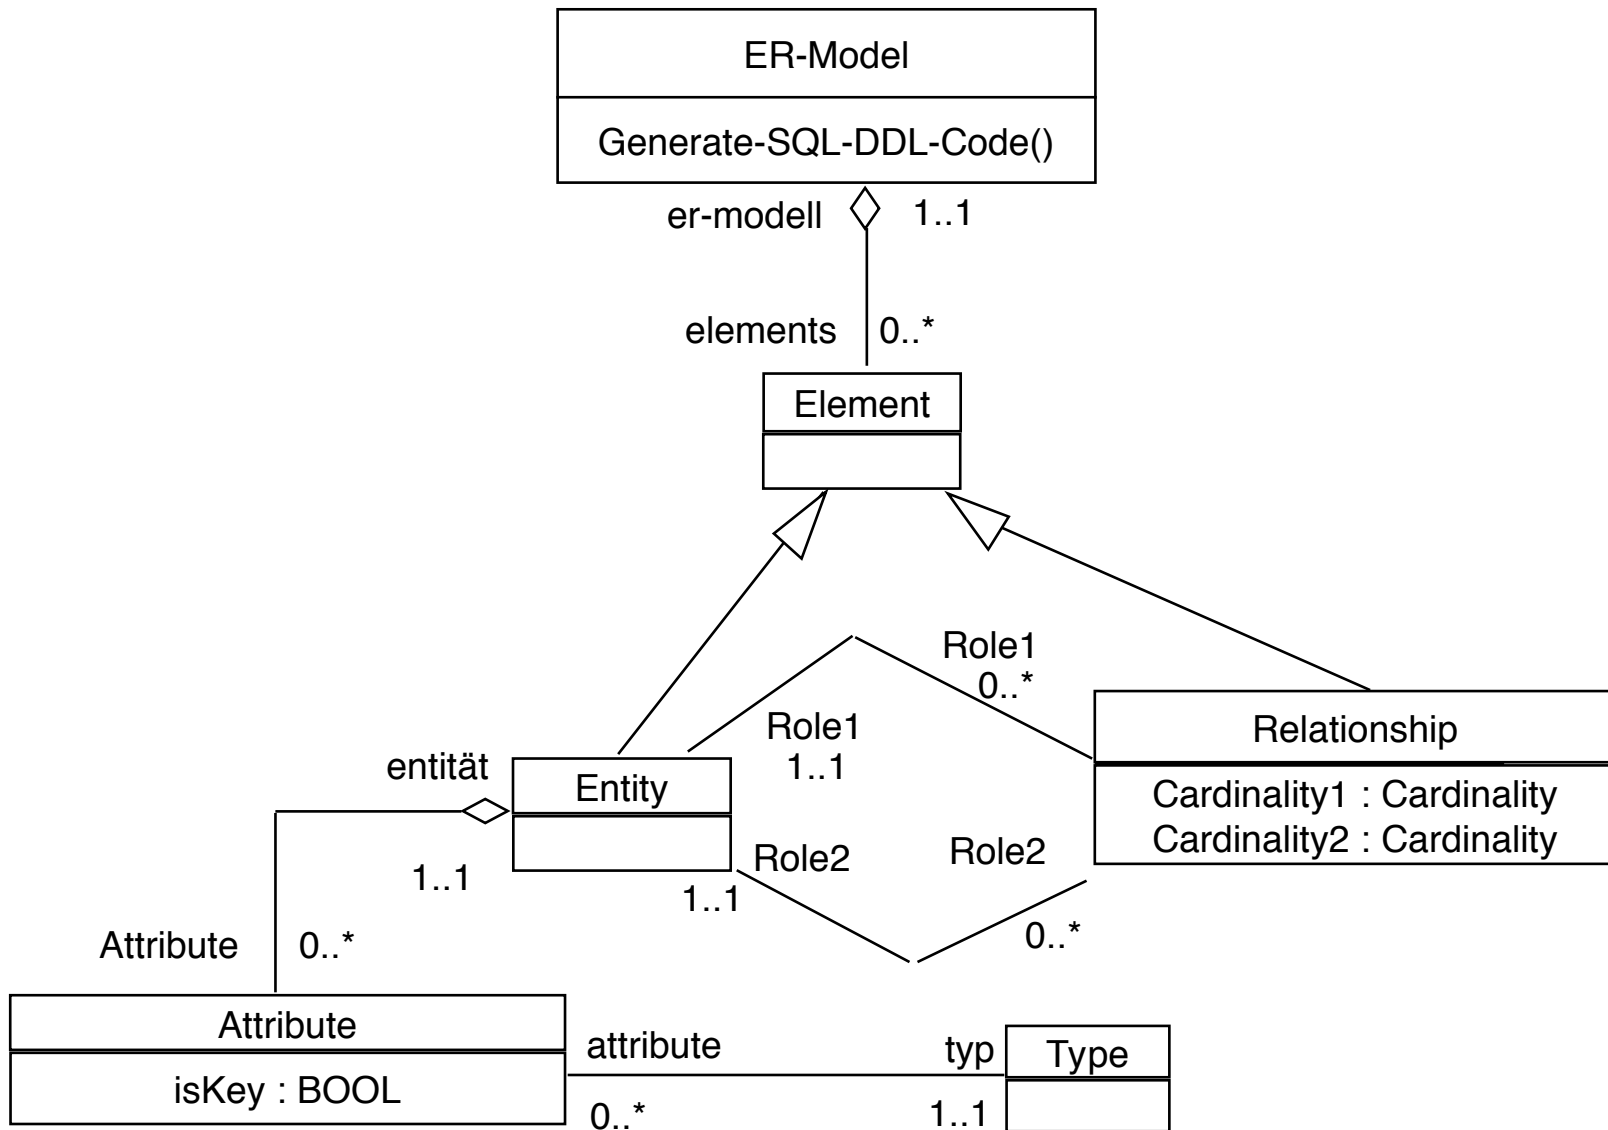 ER-Model
Generate-SQL-DDL-Code()
er-modell
1..1
elements
0..*
Element
Role1
0..*
Role1
1..1
Relationship
Cardinality1 : Cardinality
Cardinality2 : Cardinality
entität
Entity
1..1
Role2
1..1
Role2
0..*
Attribute
0..*
Attribute
isKey : BOOL
attribute
0..*
typ
1..1
Type